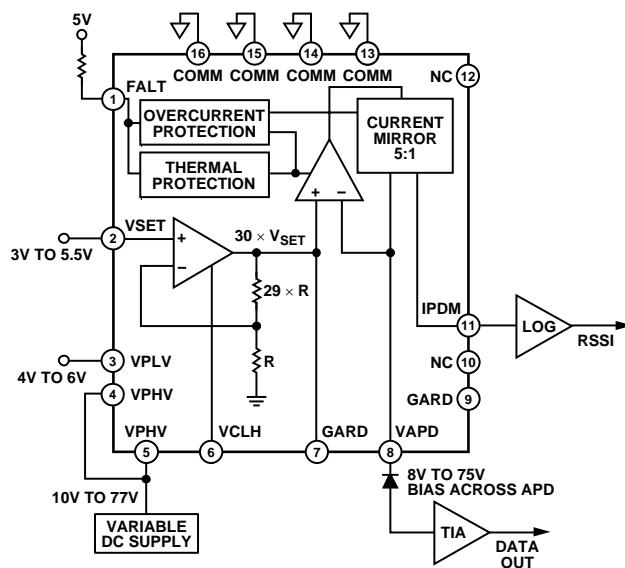 5V
16
15
14
13
COMM
COMM
COMM
COMM
NC
12
1
FALT
OVERCURRENT
PROTECTION
CURRENT
MIRROR
5:1
THERMAL
PROTECTION
+
−
2
VSET
3V TO 5.5V
+
−
30 × VSET
29 × R
R
IPDM
11
LOG
RSSI
3
VPLV
4V TO 6V
4
VPHV
NC
10
GARD
9
VPHV
VCLH
GARD
VAPD
5
6
7
8
10V TO 77V
8V TO 75V
BIAS ACROSS APD
VARIABLE
DC SUPPLY
TIA
DATA
OUT